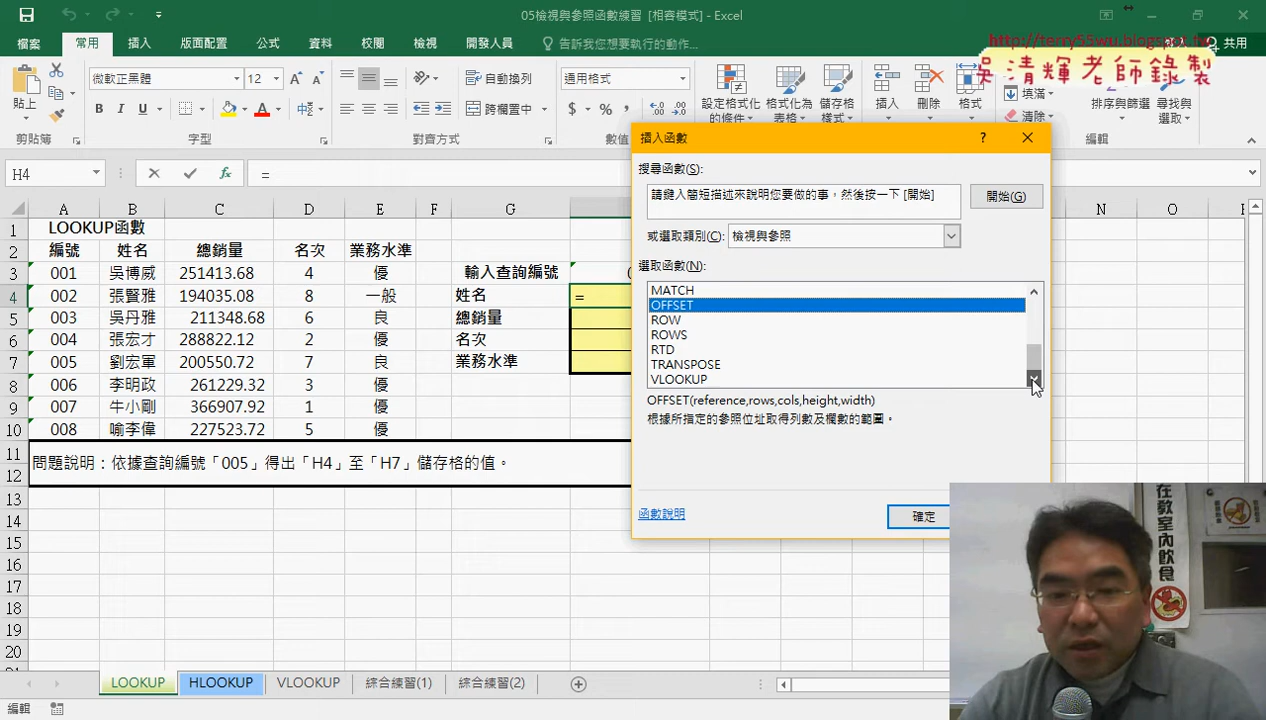 05檢視與參照函數練習 [相容模式] - Excel
http://terry55wu.blogspot.tw
吳清輝老師錄製
檔案 常用 插入 版面配置 公式 資料 校閱 檢視 開發人員 告訴我您想要執行的動作... 共用
微軟正黑體 12 自動換列 通用格式
貼上 B I U 跨欄置中 $ % 設定格式化的條件 格式化為表格 儲存格樣式 插入 刪除 格式 填滿 清除 排序與篩選 尋找與選取
剪貼簿 字型 對齊方式 數值 編輯
H4 fx =
A B C D E F G N O
1 LOOKUP函數
2 編號 姓名 總銷量 名次 業務水準
3 001 吳博威 251413.68 4 優 輸入查詢編號 0
4 002 張賢雅 194035.08 8 一般 姓名 =
5 003 吳丹雅 211348.68 6 良 總銷量
6 004 張宏才 288822.12 2 優 名次
7 005 劉宏軍 200550.72 7 良 業務水準
8 006 李明政 261229.32 3 優
9 007 牛小剛 366907.92 1 優
10 008 喻李偉 227523.72 5 優
11
問題說明：依據查詢編號「005」得出「H4」至「H7」儲存格的值。
12
13
14
15
16
17
18
19
20
插入函數 ?
搜尋函數(S):
請鍵入簡短描述來說明您要做的事，然後按一下 [開始]
開始(G)
或選取類別(C): 檢視與參照
選取函數(N):
MATCH
OFFSET
ROW
ROWS
RTD
TRANSPOSE
VLOOKUP
OFFSET(reference,rows,cols,height,width)
根據所指定的參照位址取得列數及欄數的範圍。
函數說明 確定
在教室內飲食
LOOKUP HLOOKUP VLOOKUP 綜合練習(1) 綜合練習(2)
編輯